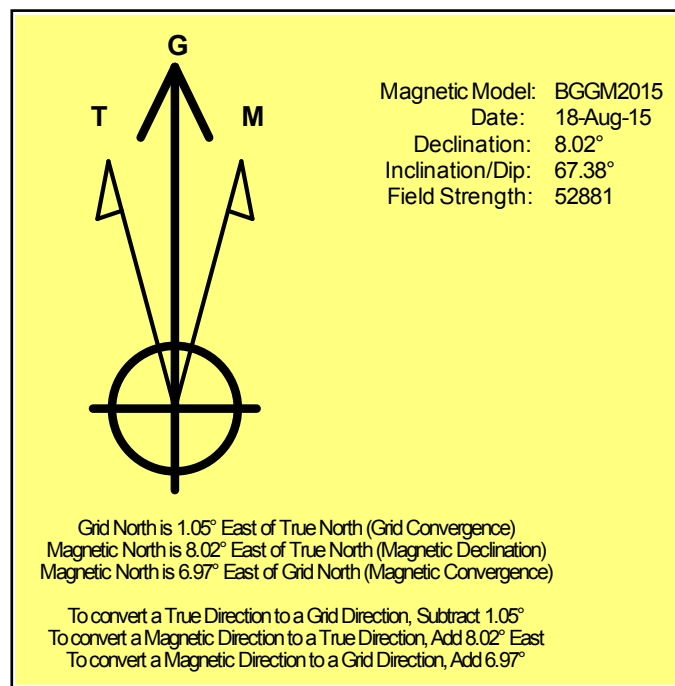 G
T
M
Magnetic Model: BGGM2015
Date: 18-Aug-15
Declination: 8.02°
Inclination/Dip: 67.38°
Field Strength: 52881
Grid North is 1.05° East of True North (Grid Convergence)
Magnetic North is 8.02° East of True North (Magnetic Declination)
Magnetic North is 6.97° East of Grid North (Magnetic Convergence)
To convert a True Direction to a Grid Direction, Subtract 1.05°
To convert a Magnetic Direction to a True Direction, Add 8.02° East
To convert a Magnetic Direction to a Grid Direction, Add 6.97°